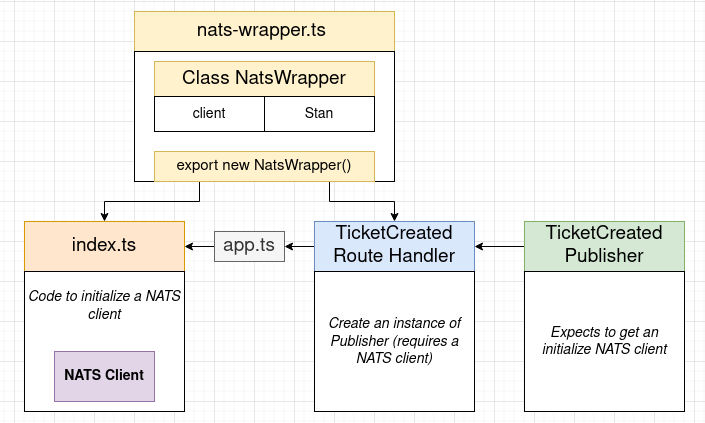 nats-wrapper.ts
Class NatsWrapper
client
Stan
export new NatsWrapper()
index.ts
app.ts
TicketCreated
Route Handler
TicketCreated
Publisher
Code to initialize a NATS
client
NATS Client
Create an instance of
Publisher (requires a
NATS client)
Expects to get an
initialize NATS client